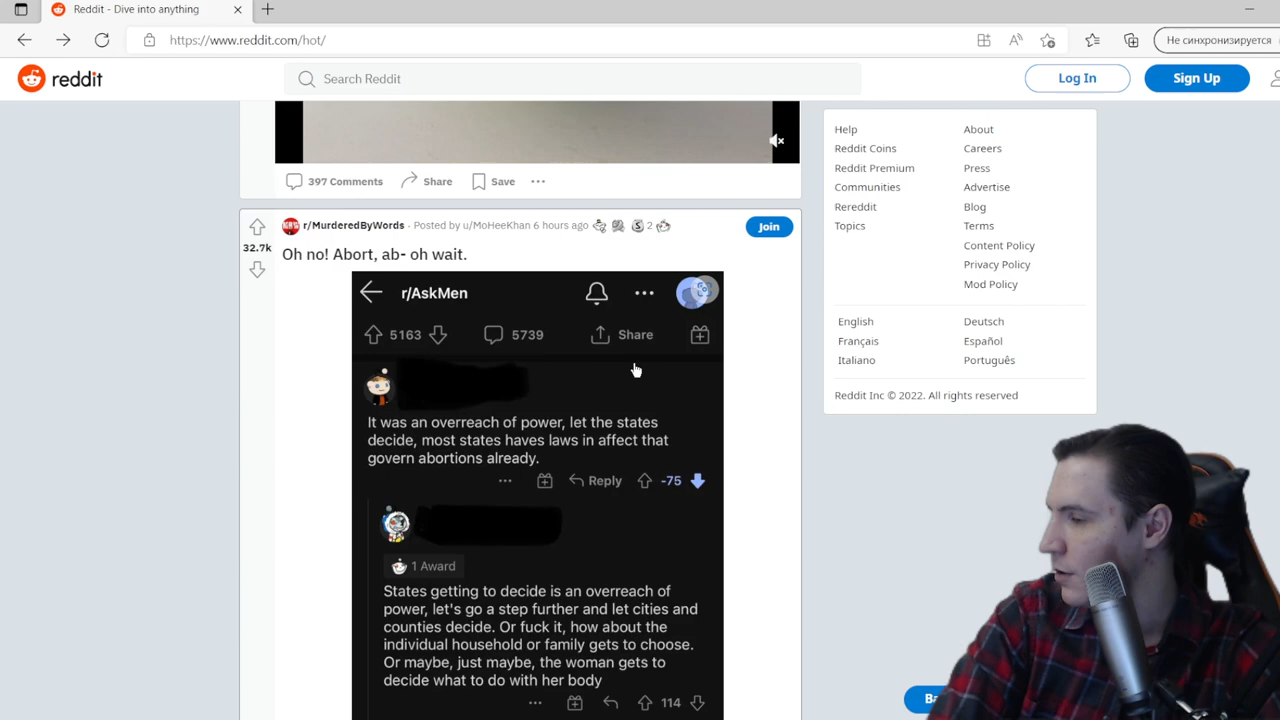 Reddit - Dive into anything
https://www.reddit.com/hot/
Не синхронизируется
reddit
Search Reddit
Log In
Sign Up
397 Comments
Share
Save
r/MurderedByWords · Posted by u/MoHeeKhan 6 hours ago
2
Join
32.7k
Oh no! Abort, ab- oh wait.
r/AskMen
5163
5739
Share
It was an overreach of power, let the states
decide, most states haves laws in affect that
govern abortions already.
Reply
-75
1 Award
States getting to decide is an overreach of
power, let's go a step further and let cities and
counties decide. Or fuck it, how about the
individual household or family gets to choose.
Or maybe, just maybe, the woman gets to
decide what to do with her body
114
Help
About
Reddit Coins
Careers
Reddit Premium
Press
Communities
Advertise
Rereddit
Blog
Topics
Terms
Content Policy
Privacy Policy
Mod Policy
English
Deutsch
Français
Español
Italiano
Português
Reddit Inc © 2022. All rights reserved